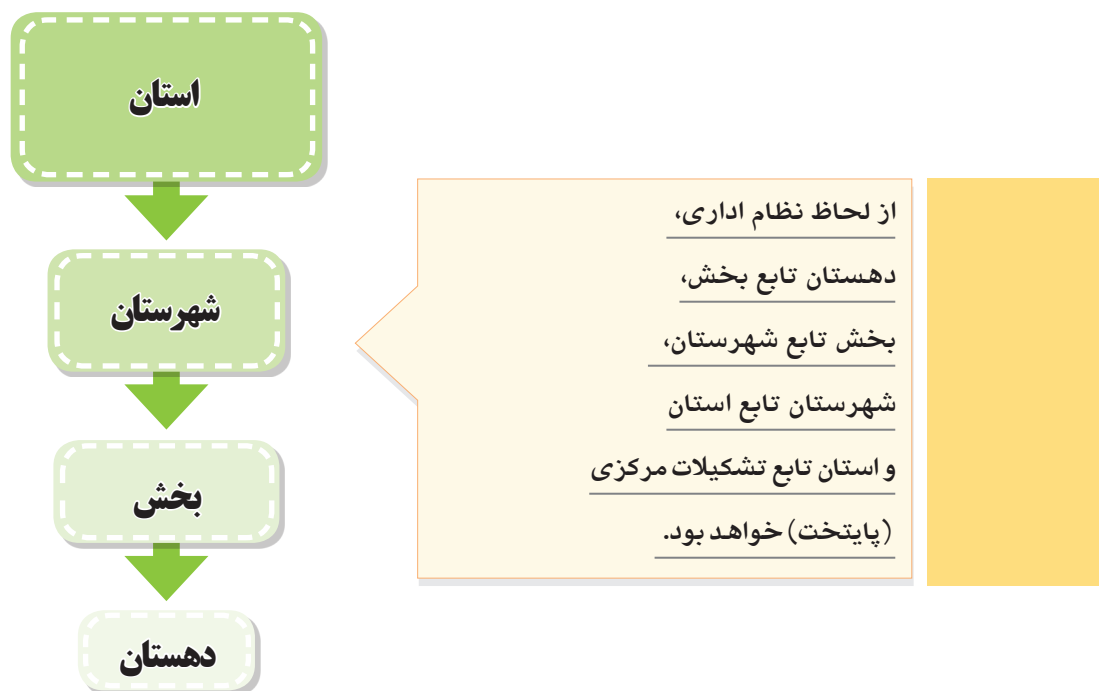 استان
شهرستان
بخش
دهستان
از لحاظ نظام اداری،
دهستان تابع بخش،
بخش تابع شهرستان،
شهرستان تابع استان
و استان تابع تشکیلات مرکزی
(پایتخت) خواهد بود.